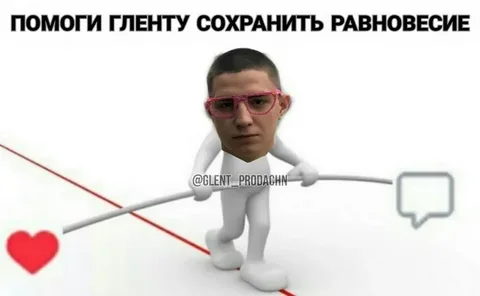 ПОМОГИ ГЛЕНТУ СОХРАНИТЬ РАВНОВЕСИЕ
@GLENT_PRODACHN